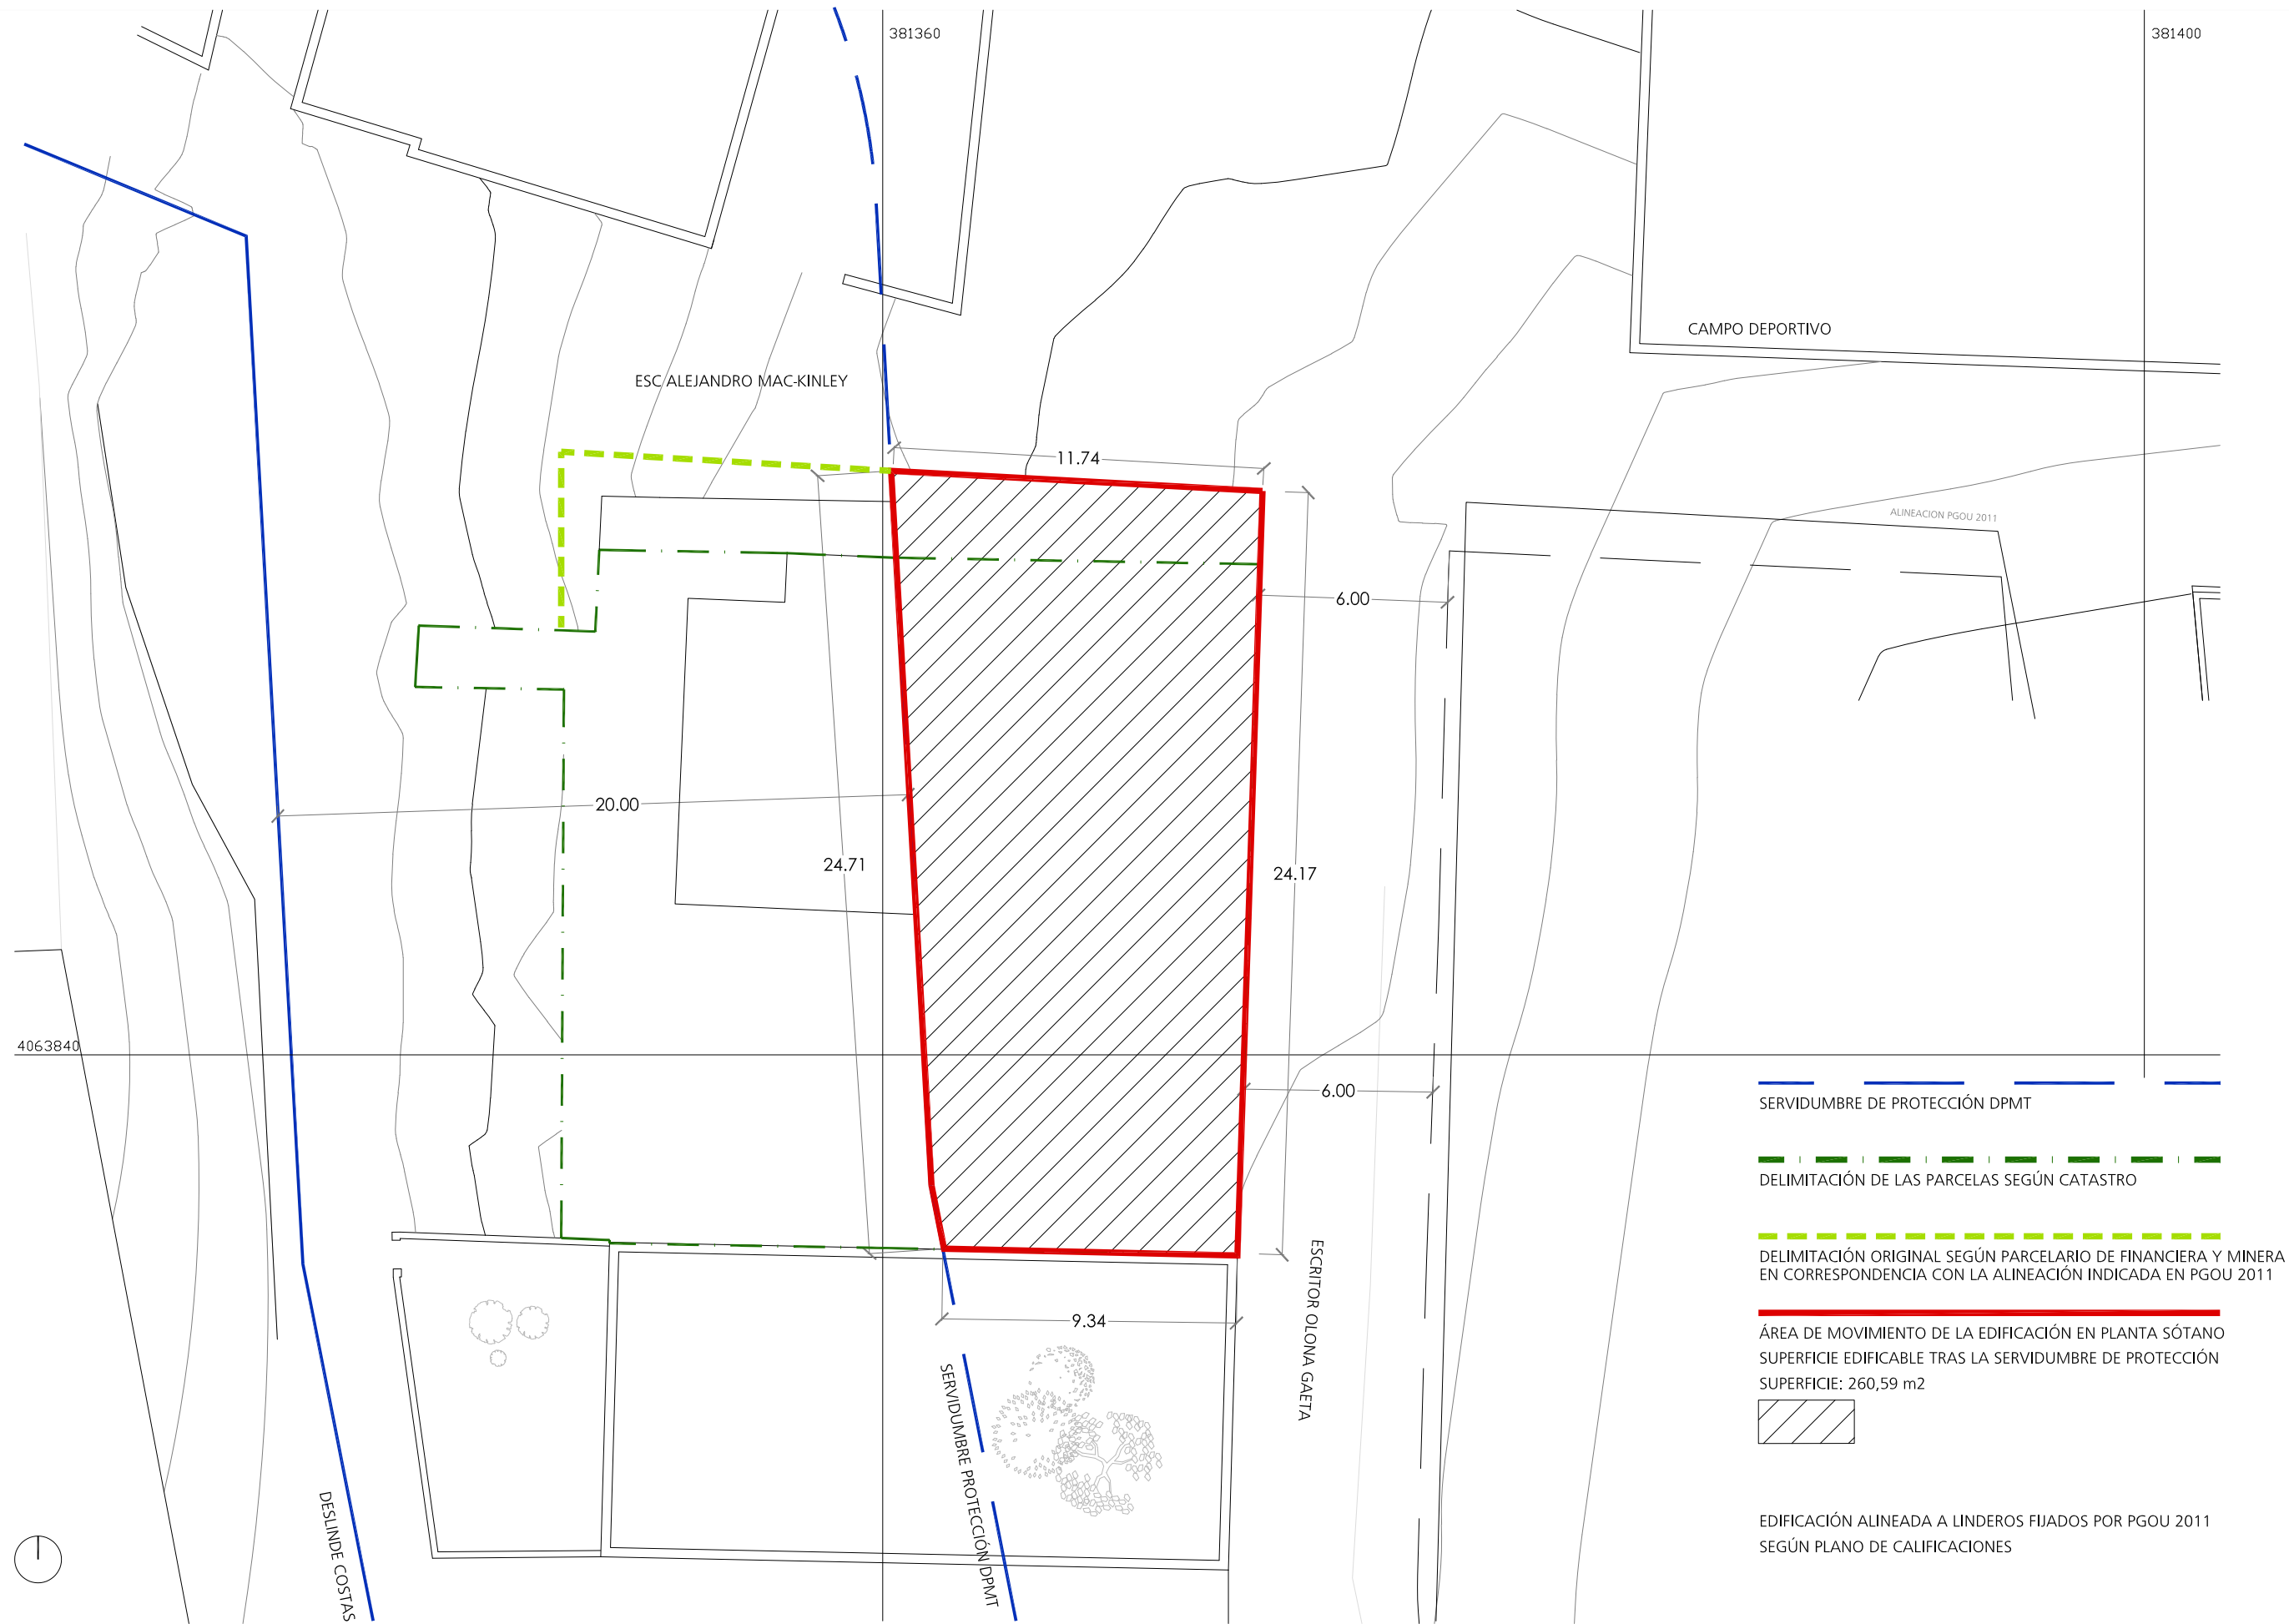 381360
381400
CAMPO DEPORTIVO
ESC ALEJANDRO MAC-KINLEY
11.74
ALINEACION PGOU 2011
6.00
20.00
24.71
24.17
4063840
6.00
SERVIDUMBRE DE PROTECCIÓN DPMT
DELIMITACIÓN DE LAS PARCELAS SEGÚN CATASTRO
DELIMITACIÓN ORIGINAL SEGÚN PARCELARIO DE FINANCIERA Y MINERA
EN CORRESPONDENCIA CON LA ALINEACIÓN INDICADA EN PGOU 2011
9.34
ESCRITOR OLONA GAETA
ÁREA DE MOVIMIENTO DE LA EDIFICACIÓN EN PLANTA SÓTANO
SUPERFICIE EDIFICABLE TRAS LA SERVIDUMBRE DE PROTECCIÓN
SUPERFICIE: 260,59 m2
SERVIDUMBRE PROTECCIÓN DPMT
DESLINDE COSTAS
EDIFICACIÓN ALINEADA A LINDEROS FIJADOS POR PGOU 2011
SEGÚN PLANO DE CALIFICACIONES